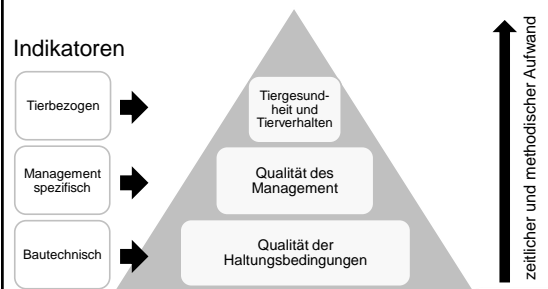 Indikatoren
Tierbezogen
Tiergesund-
heit und
Tierverhalten
Management
spezifisch
Qualität des
Management
Bautechnisch
Qualität der
Haltungsbedingungen
zeitlicher und methodischer Aufwand